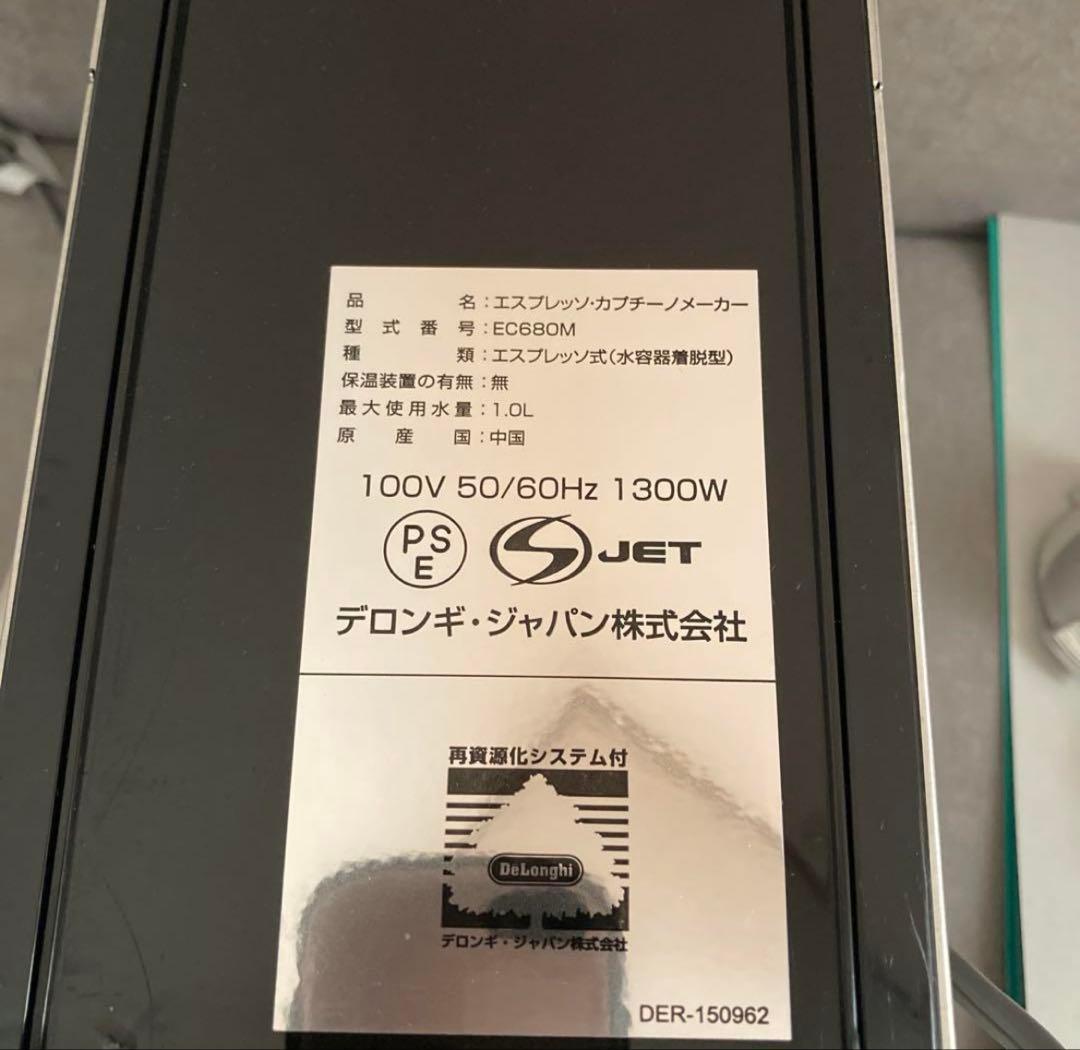 品名：エスプレッソ・カプチーノメーカー
型式番号：EC680M
種類：エスプレッソ式（水容器着脱型）
保温装置の有無：無
最大使用水量：1.0L
原産国：中国
100V 50/60Hz 1300W
PSE
S JET
デロンギ・ジャパン株式会社
再資源化システム付
DeLonghi
デロンギ・ジャパン株式会社
DER-150962